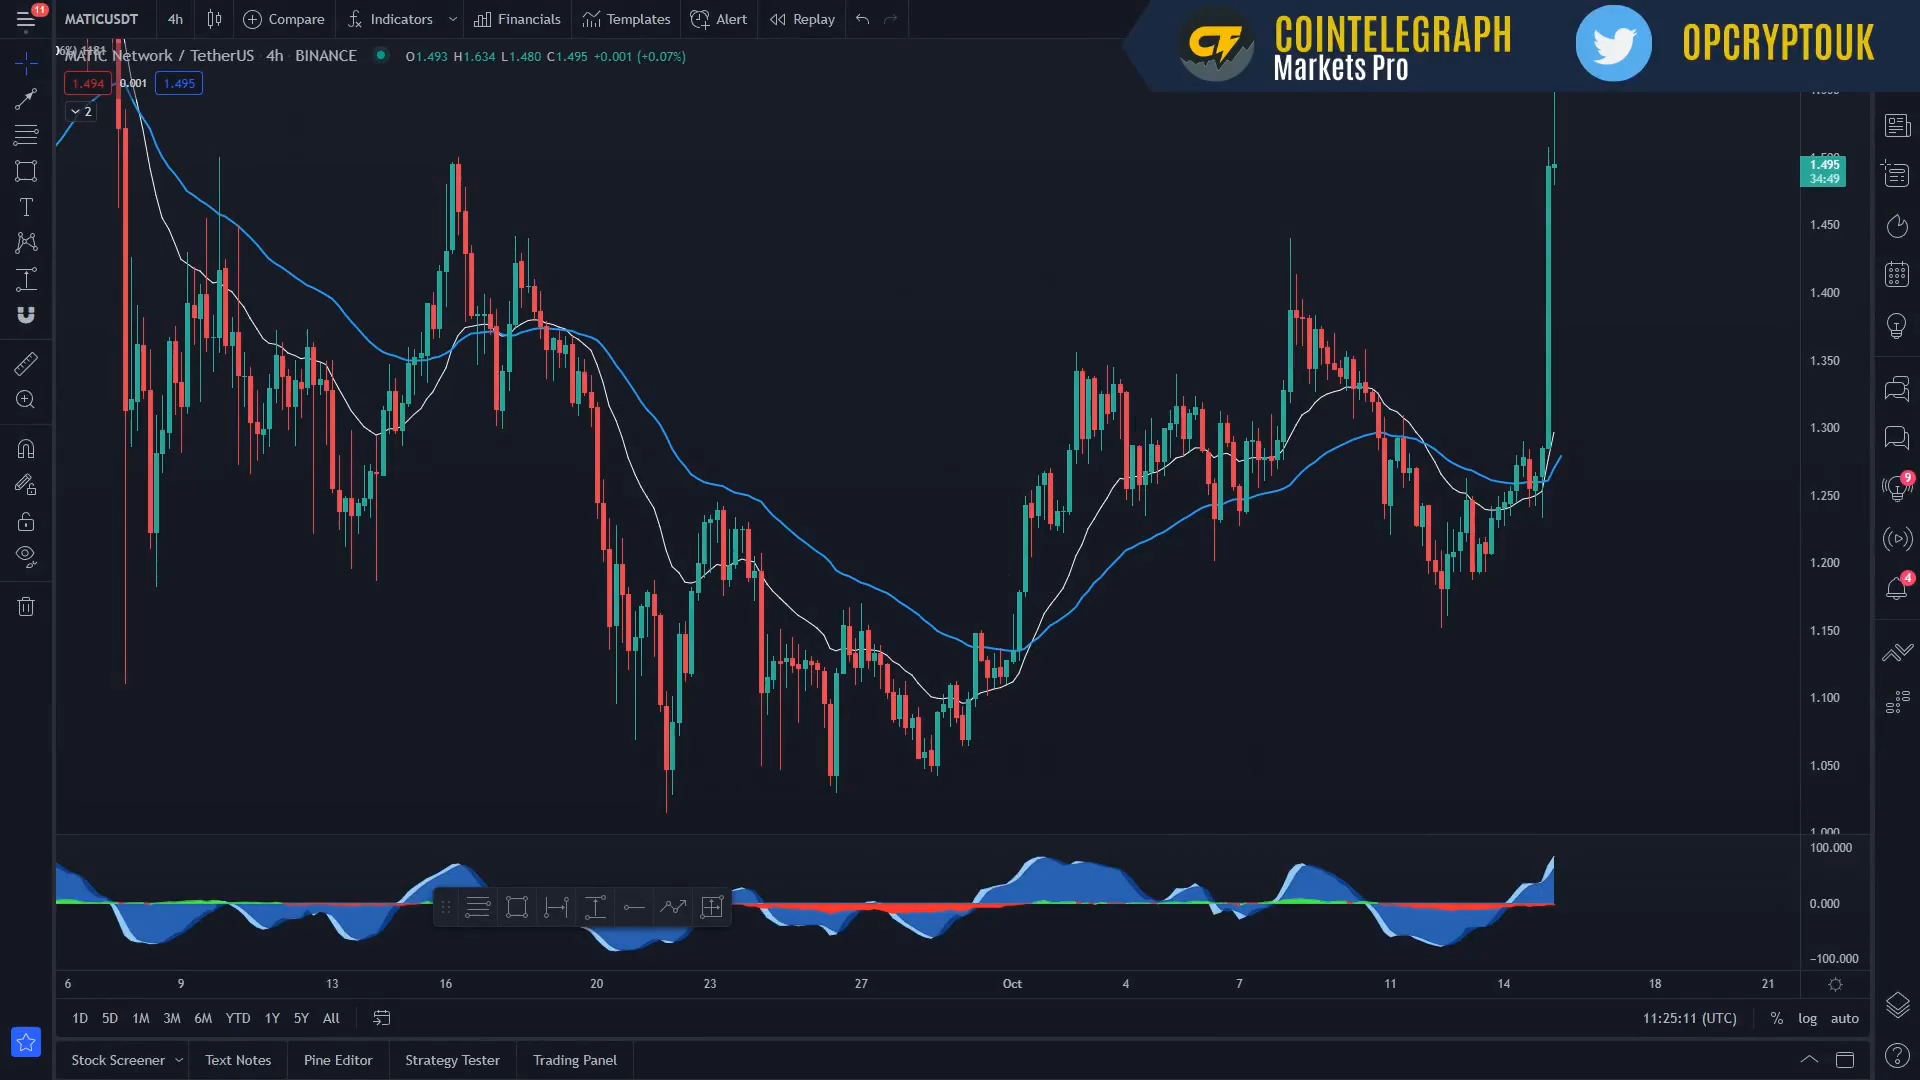 11
MATICUSDT 4h Compare Indicators Financials Templates Alert Replay
COINTELEGRAPH
Markets Pro
OPCRYPTOUK
MATIC Network / TetherUS · 4h · BINANCE O1.493 H1.634 L1.480 C1.495 +0.001 (+0.07%)
1.494 0.001 1.495
2
1.495
34:49
1.450
1.400
1.350
1.300
1.250
1.200
1.150
1.100
1.050
1.000
100.000
0.000
−100.000
9
4
6 9 13 16 20 23 27 Oct 4 7 11 14 18 21
1D 5D 1M 3M 6M YTD 1Y 5Y All 11:25:11 (UTC) % log auto
Stock Screener Text Notes Pine Editor Strategy Tester Trading Panel